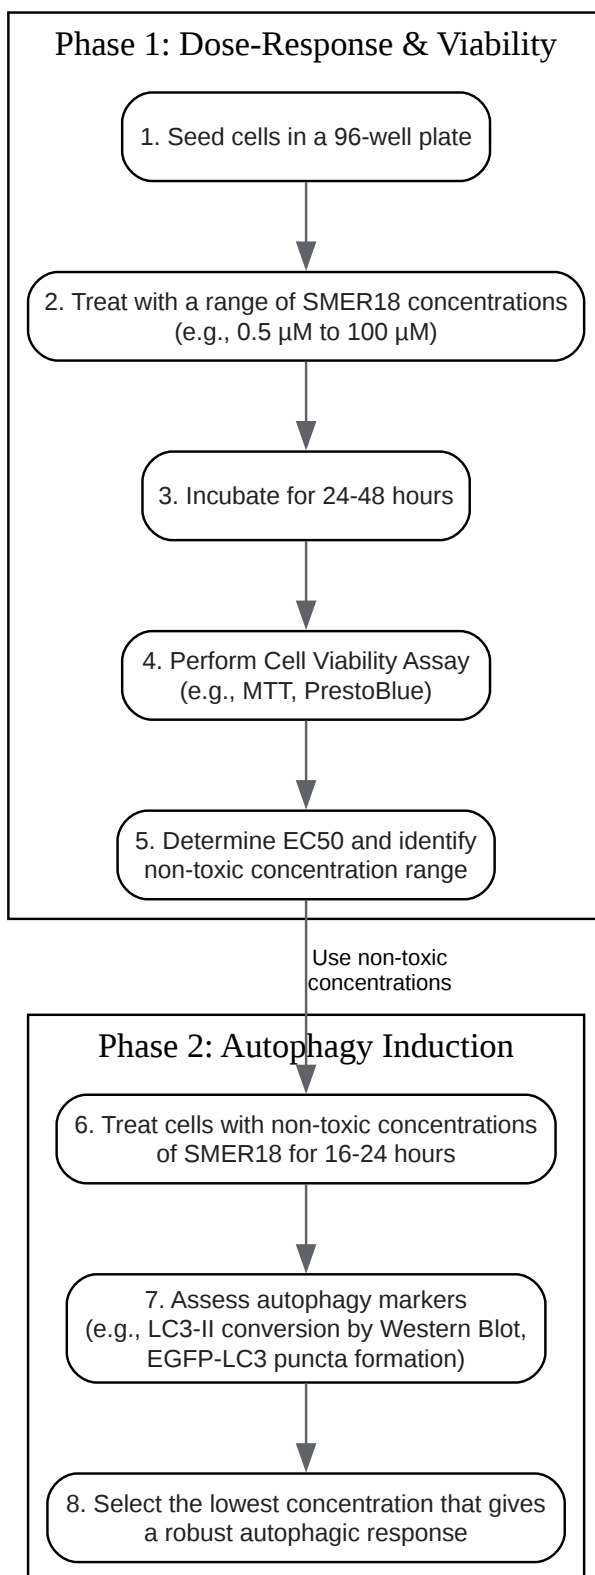 Phase 1: Dose-Response & Viability
1. Seed cells in a 96-well plate
2. Treat with a range of SMER18 concentrations
(e.g., 0.5 µM to 100 µM)
3. Incubate for 24-48 hours
4. Perform Cell Viability Assay
(e.g., MTT, PrestoBlue)
5. Determine EC50 and identify
non-toxic concentration range
Use non-toxic
concentrations
Phase 2: Autophagy Induction
6. Treat cells with non-toxic concentrations
of SMER18 for 16-24 hours
7. Assess autophagy markers
(e.g., LC3-II conversion by Western Blot,
EGFP-LC3 puncta formation)
8. Select the lowest concentration that gives
a robust autophagic response